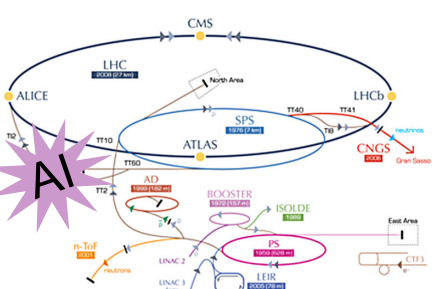 CMS
LHC
2008 (27 km)
North Area
ALICE
LHCb
TT40
TT41
SPS
1976 (7 km)
TI8
neutrinos
TI2
TT10
ATLAS
CNGS
2006
Gran Sasso
TT60
AI
AD
1999 (182 m)
TT2
BOOSTER
1972 (157 m)
ISOLDE
1989
East Area
n-ToF
2001
PS
1959 (628 m)
neutrons
LINAC 2
CTF3
e-
LINAC 3
LEIR
2005 (78 m)